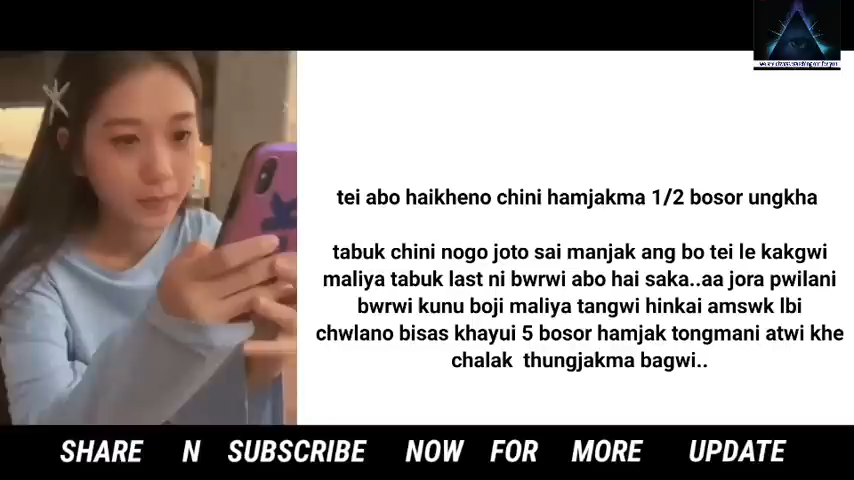 tei abo haikheno chini hamjakma 1/2 bosor ungkha
tabuk chini nogo joto sai manjak ang bo tei le kakgwi
maliya tabuk last ni bwrwi abo hai saka..aa jora pwilani
bwrwi kunu boji maliya tangwi hinkai amswk lbi
chwlano bisas khayui 5 bosor hamjak tongmani atwi khe
chalak thungjakma bagwi..
SHARE N SUBSCRIBE NOW FOR MORE UPDATE